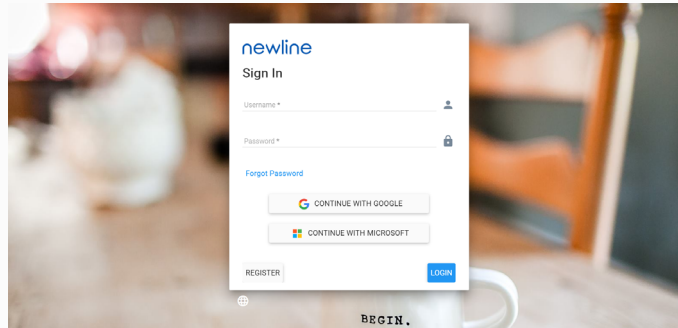 newline
Sign In
Username *
Password *
Forgot Password
CONTINUE WITH GOOGLE
CONTINUE WITH MICROSOFT
REGISTER
LOGIN
BEGIN.